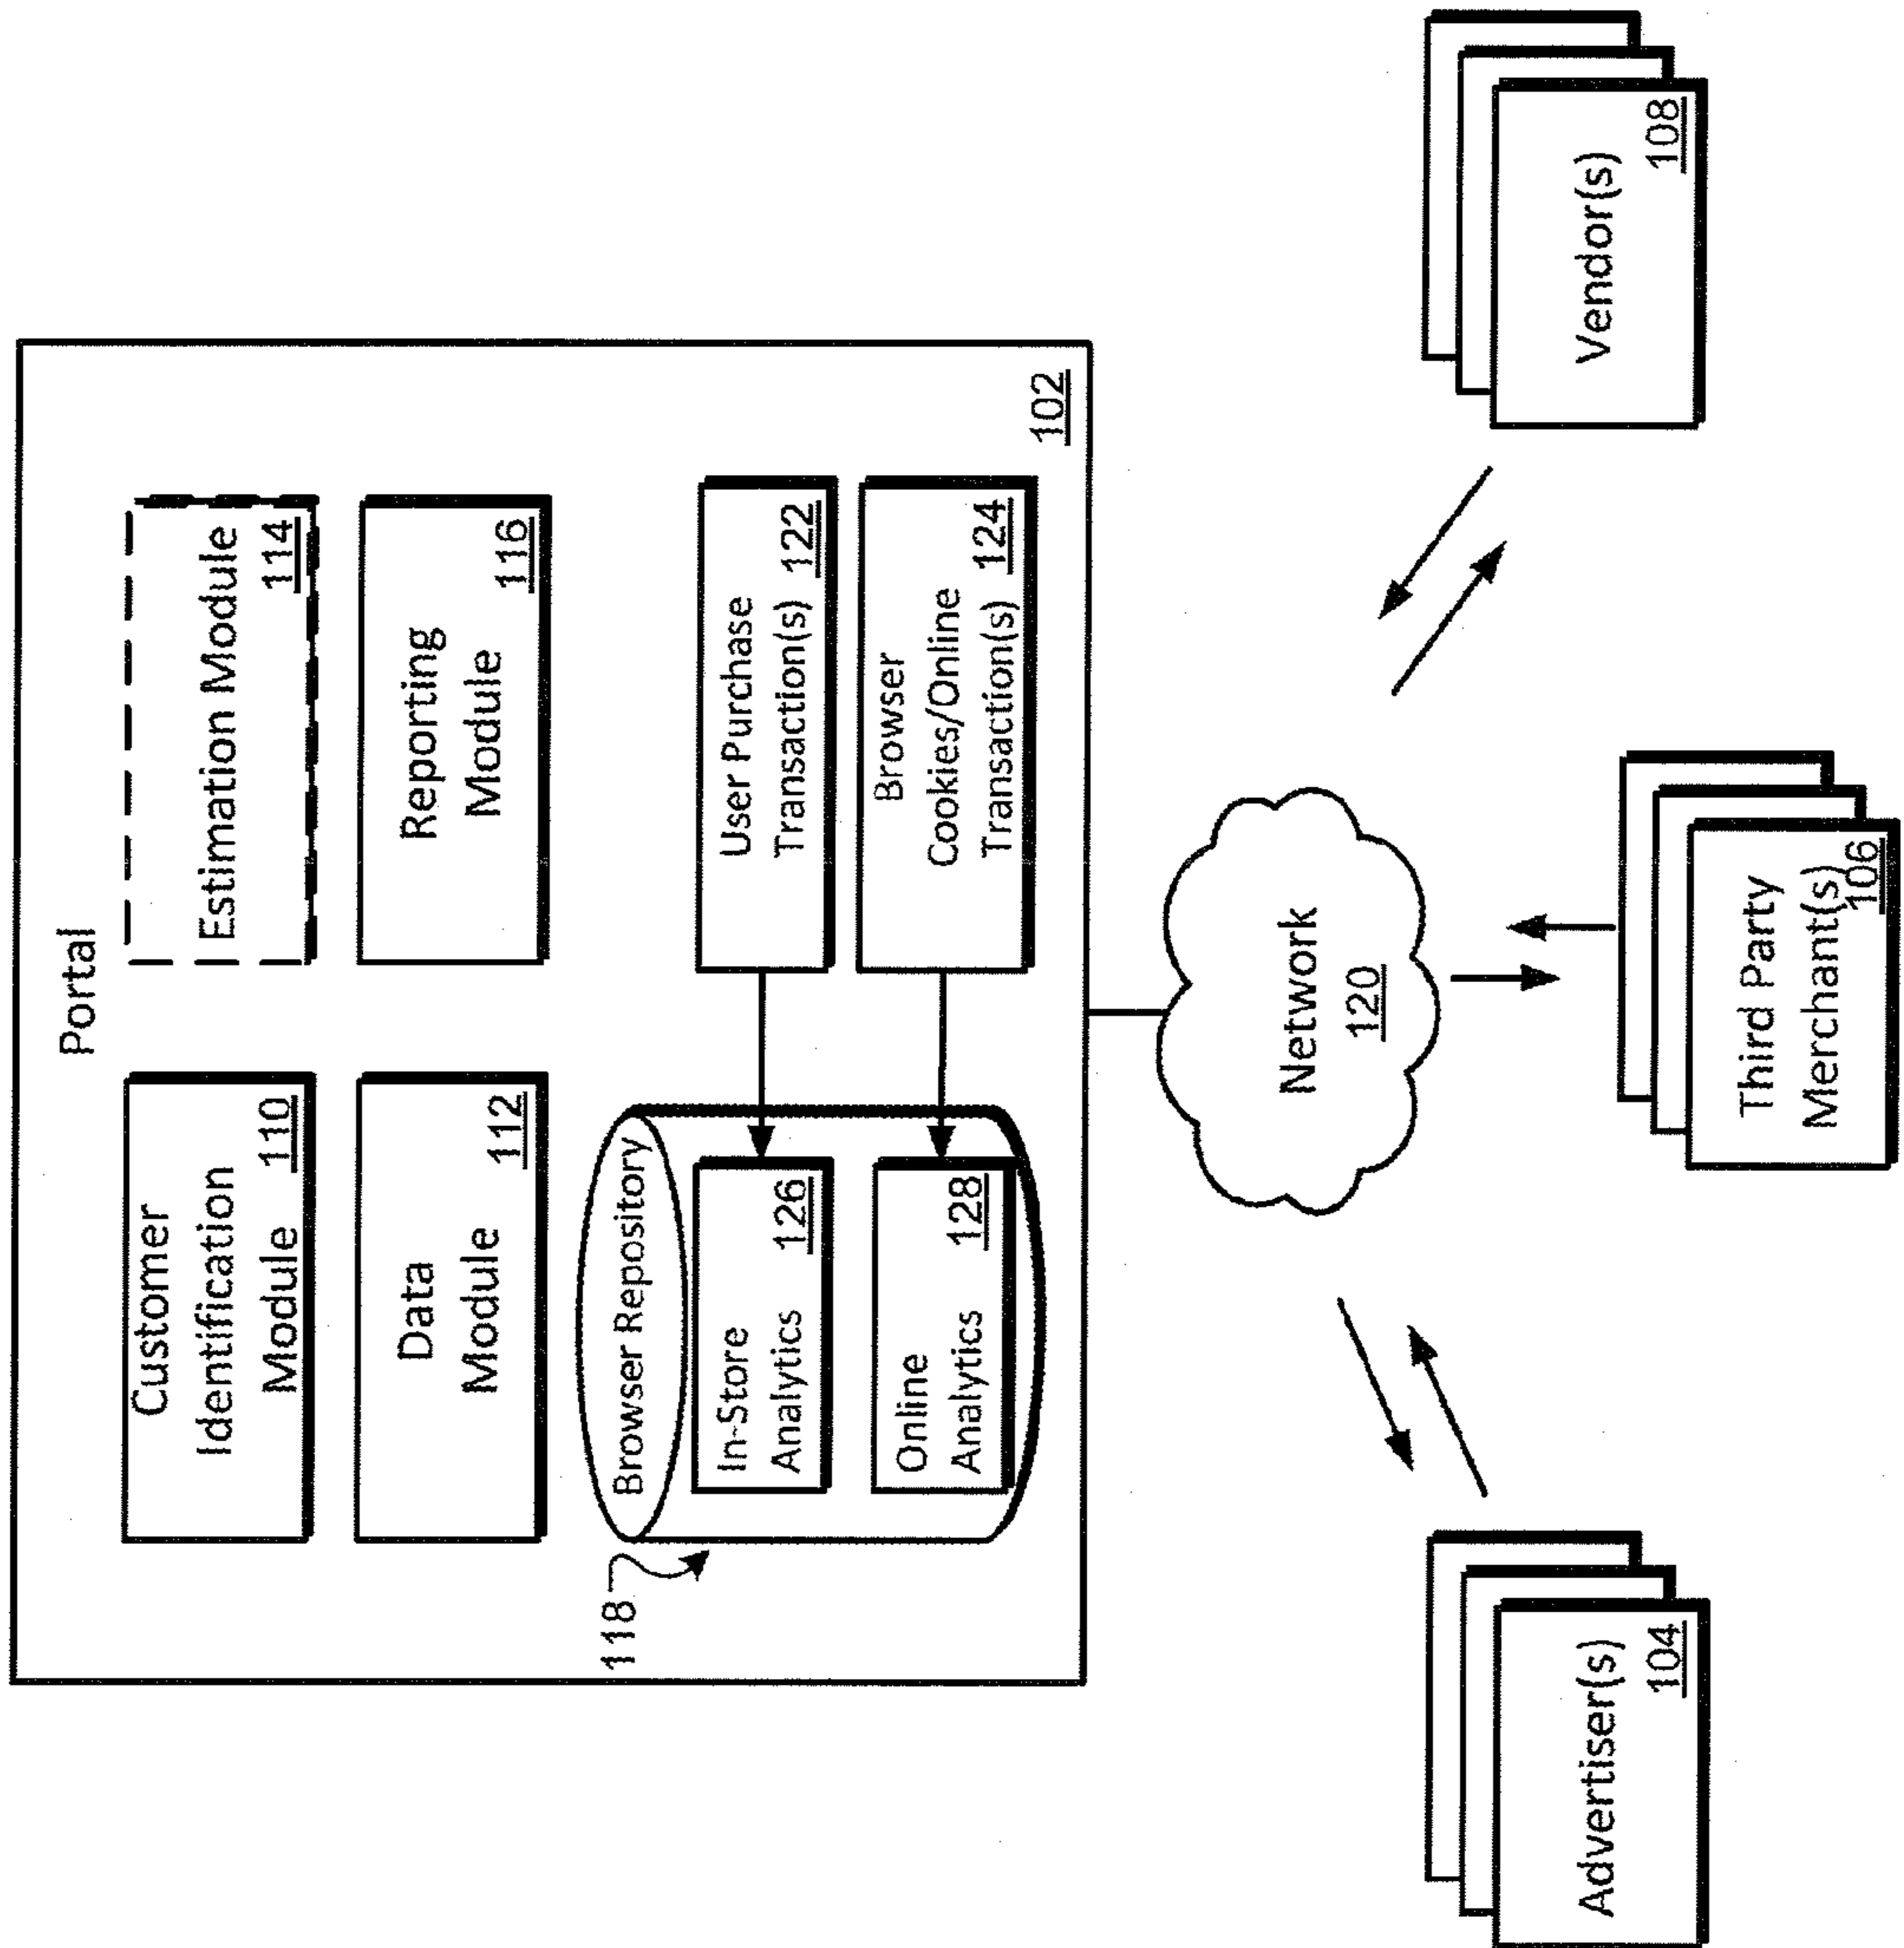 Portal
Customer
Identification
Module
110
Estimation Module
114
Data
Module
112
Reporting
Module
116
118
Browser Repository
In-Store
Analytics
126
Online
Analytics
128
User Purchase
Transaction(s)
122
Browser
Cookies/Online
Transaction(s)
124
102
Network
120
Advertiser(s)
104
Third Party
Merchant(s)
106
Vendor(s)
108